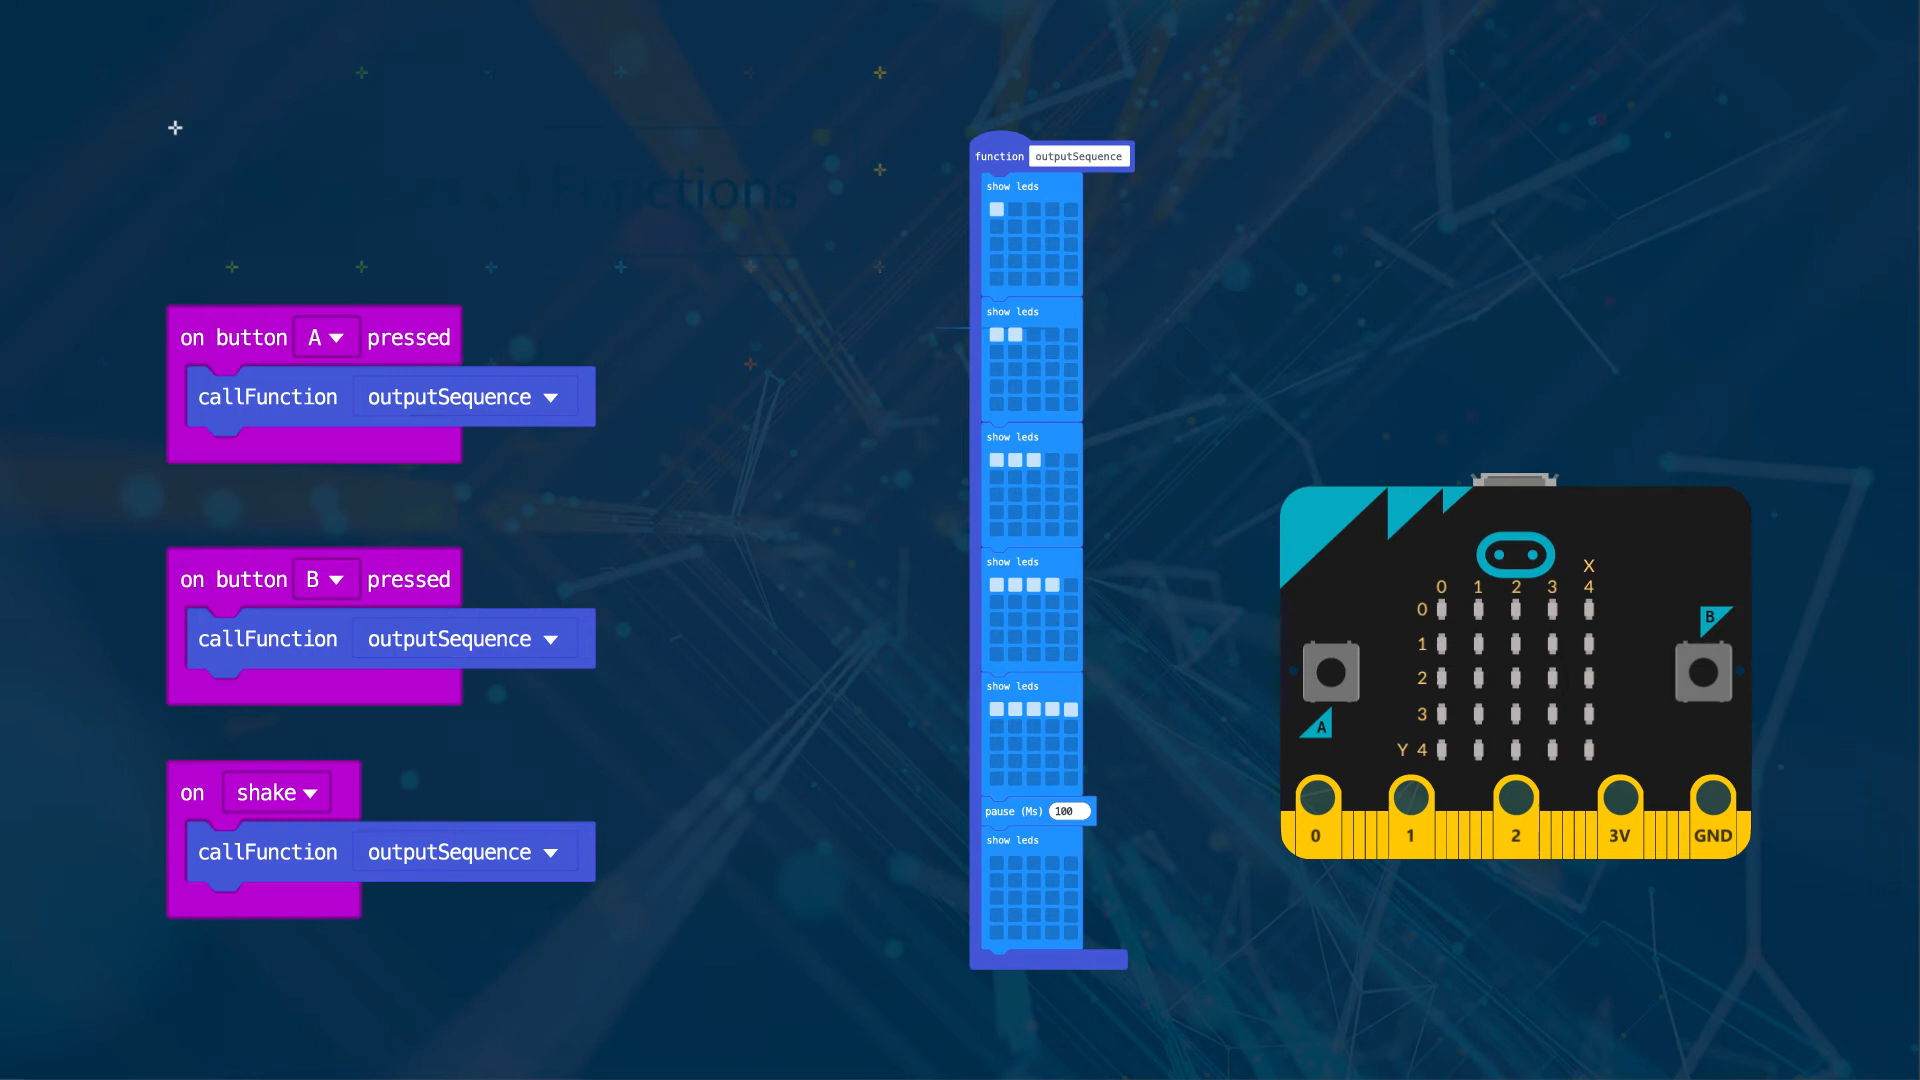 Functions
on button A pressed
callFunction outputSequence
on button B pressed
callFunction outputSequence
on shake
callFunction outputSequence
function outputSequence
show leds
show leds
show leds
show leds
show leds
pause (Ms) 100
show leds
X
0 1 2 3 4
0
1
2
3
Y 4
A
B
0 1 2 3V GND